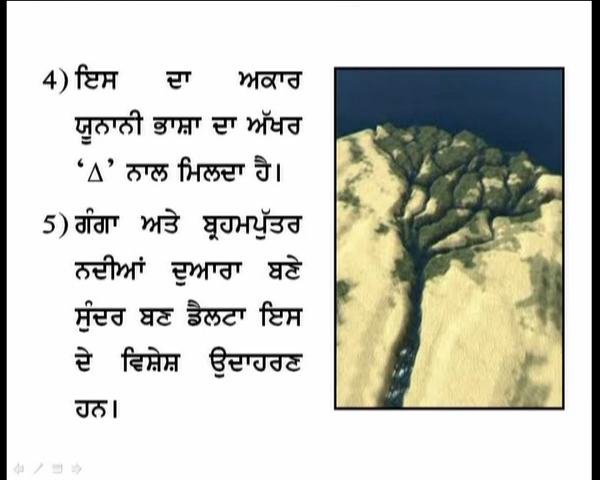 4) ਇਸ ਦਾ ਅਕਾਰ
ਯੂਨਾਨੀ ਭਾਸ਼ਾ ਦਾ ਅੱਖਰ
‘Δ’ ਨਾਲ ਮਿਲਦਾ ਹੈ।
5) ਗੰਗਾ ਅਤੇ ਬ੍ਰਹਮਪੁੱਤਰ
ਨਦੀਆਂ ਦੁਆਰਾ ਬਣੇ
ਸੁੰਦਰ ਬਣ ਡੈਲਟਾ ਇਸ
ਦੇ ਵਿਸ਼ੇਸ਼ ਉਦਾਹਰਣ
ਹਨ।